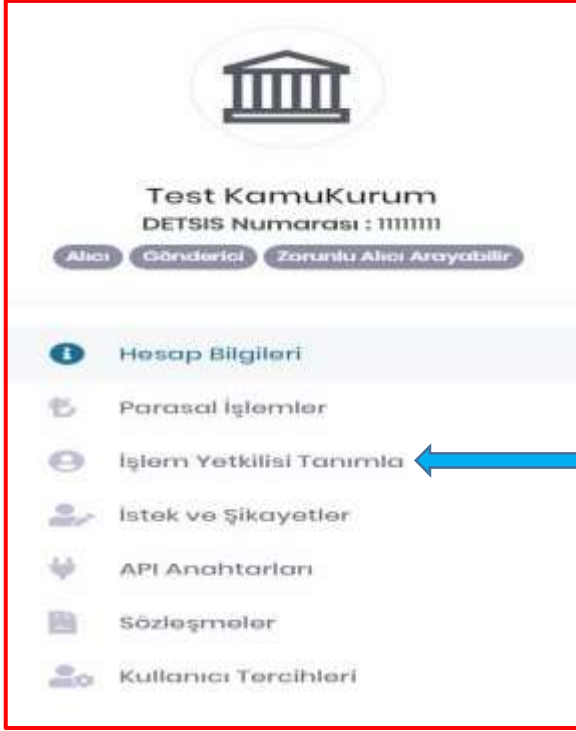 Test KamuKurum
DETSIS Numarası : 11111111
Alıcı Gönderici Zorunlu Alıcı Arayabilir
Hesap Bilgileri
Parasal İşlemler
İşlem Yetkilisi Tanımla
İstek ve Şikayetler
API Anahtarları
Sözleşmeler
Kullanıcı Tercihleri